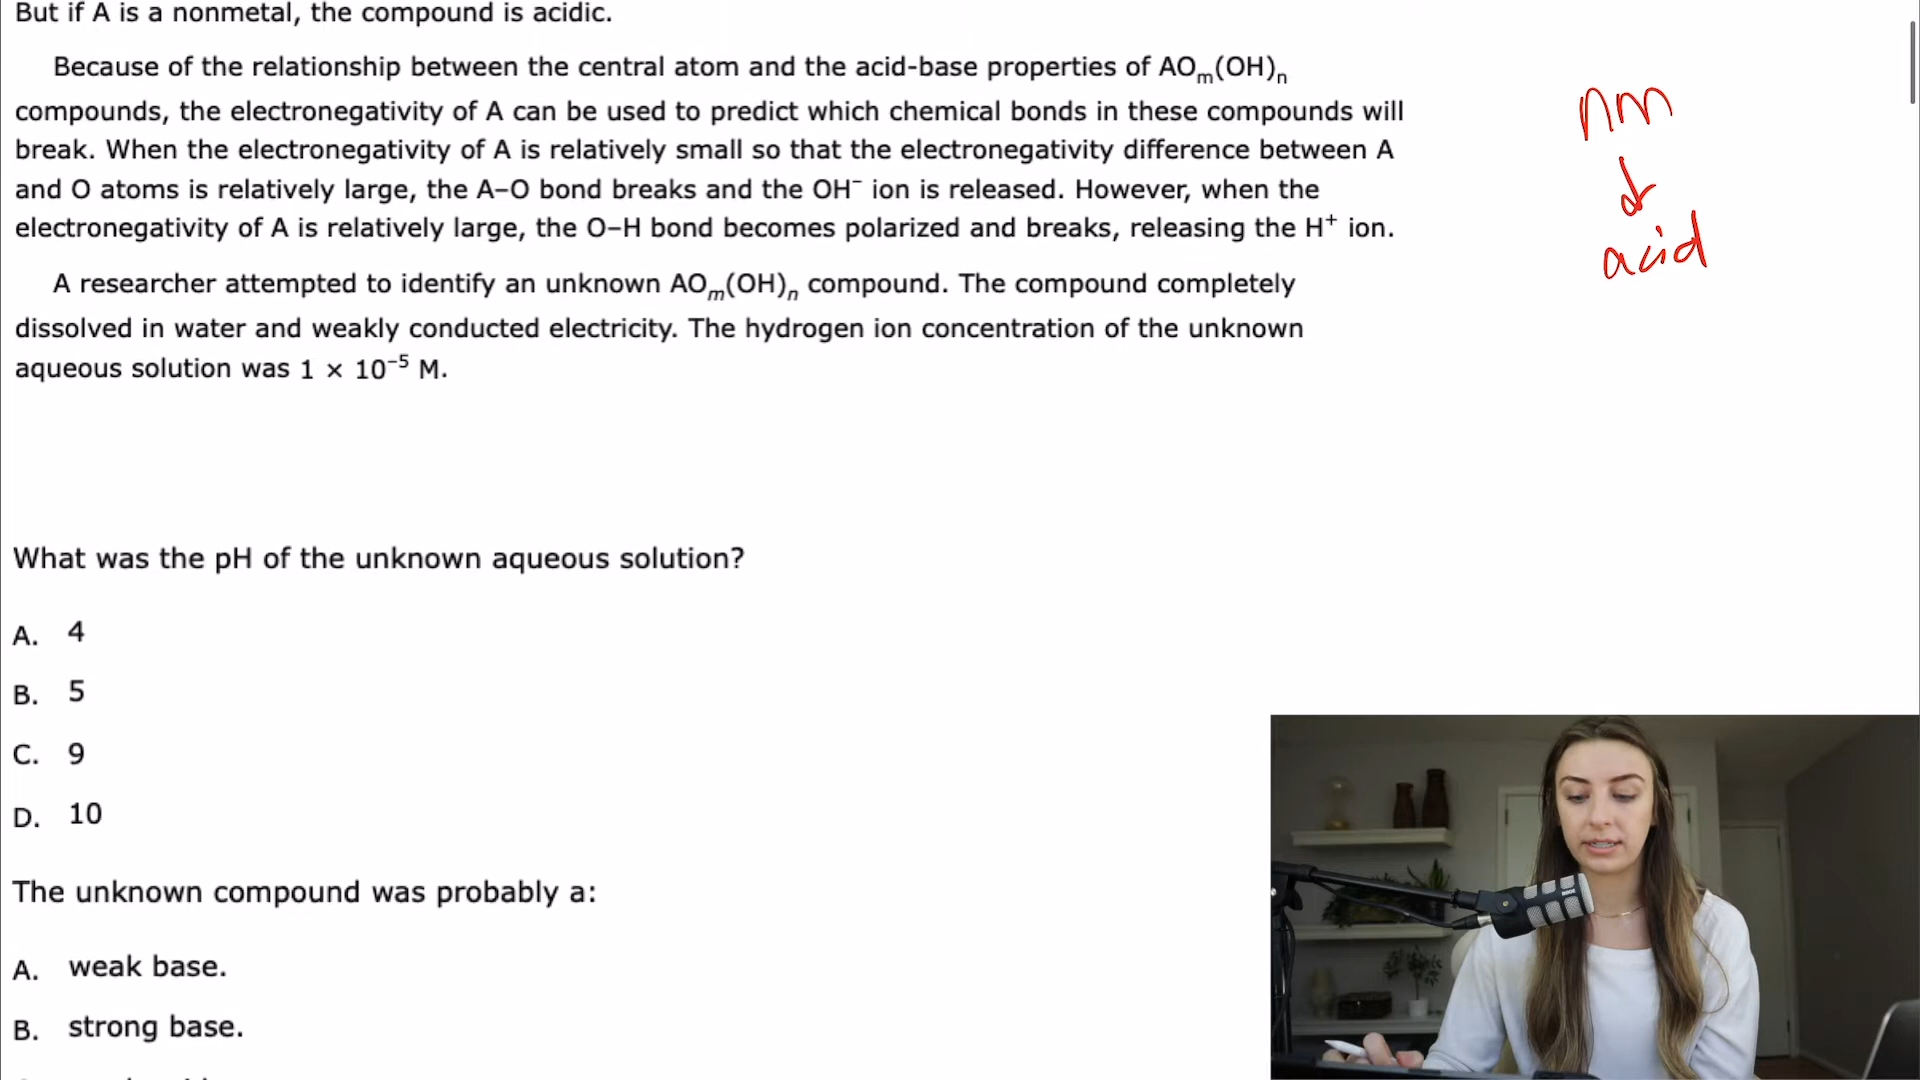 But if A is a nonmetal, the compound is acidic.
Because of the relationship between the central atom and the acid-base properties of AOₘ(OH)ₙ
compounds, the electronegativity of A can be used to predict which chemical bonds in these compounds will
break. When the electronegativity of A is relatively small so that the electronegativity difference between A
and O atoms is relatively large, the A–O bond breaks and the OH⁻ ion is released. However, when the
electronegativity of A is relatively large, the O–H bond becomes polarized and breaks, releasing the H⁺ ion.
A researcher attempted to identify an unknown AOₘ(OH)ₙ compound. The compound completely
dissolved in water and weakly conducted electricity. The hydrogen ion concentration of the unknown
aqueous solution was 1 × 10⁻⁵ M.
nm
acid
What was the pH of the unknown aqueous solution?
A. 4
B. 5
C. 9
D. 10
The unknown compound was probably a:
A. weak base.
B. strong base.